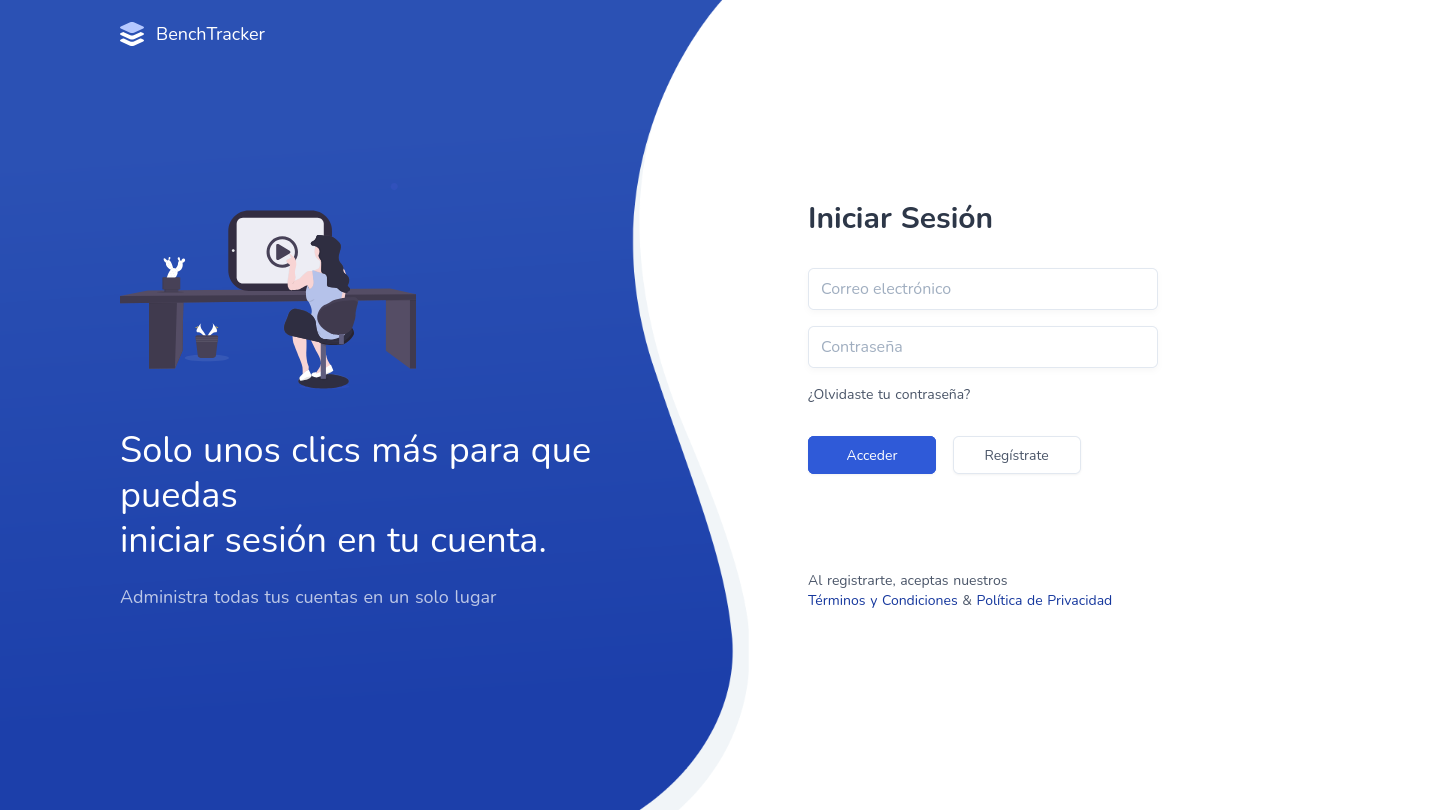 BenchTracker
Solo unos clics más para que
puedas
iniciar sesión en tu cuenta.
Administra todas tus cuentas en un solo lugar
Iniciar Sesión
Correo electrónico
Contraseña
¿Olvidaste tu contraseña?
Acceder
Regístrate
Al registrarte, aceptas nuestros
Términos y Condiciones & Política de Privacidad